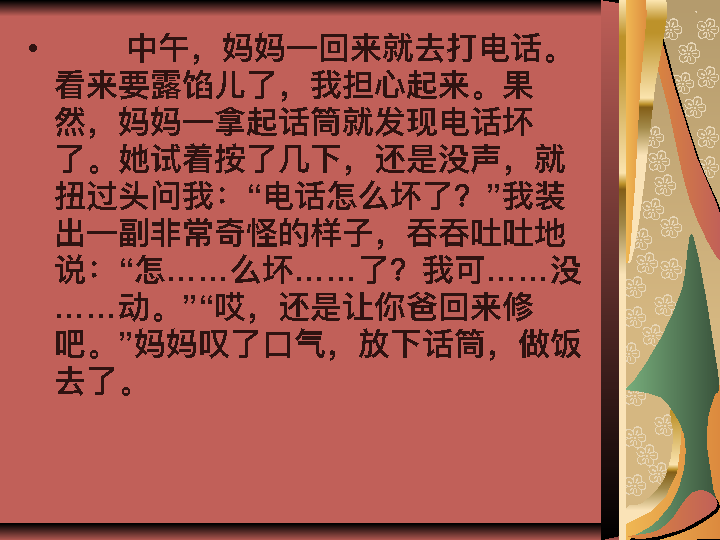 • 中午，妈妈一回来就去打电话。
看来要露馅儿了，我担心起来。果
然，妈妈一拿起话筒就发现电话坏
了。她试着按了几下，还是没声，就
扭过头问我：“电话怎么坏了？”我装
出一副非常奇怪的样子，吞吞吐吐地
说：“怎……么坏……了？我可……没
……动。”“哎，还是让你爸回来修
吧。”妈妈叹了口气，放下话筒，做饭
去了。